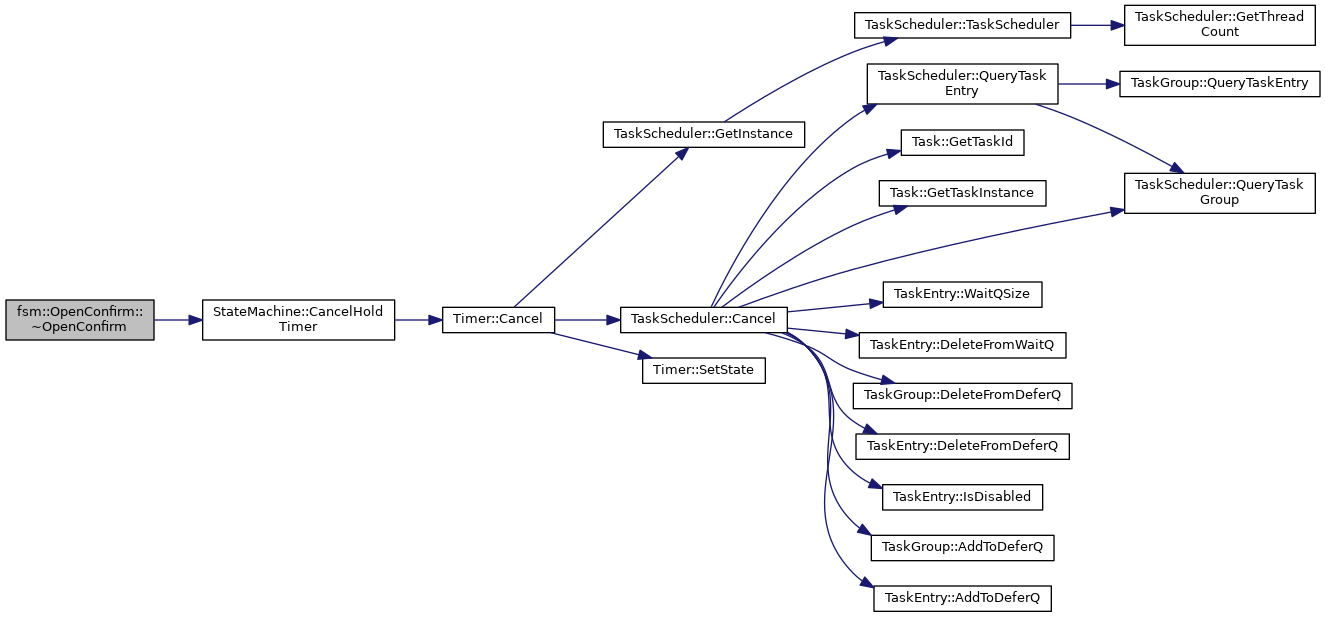 fsm::OpenConfirm::
~OpenConfirm
StateMachine::CancelHold
Timer
Timer::Cancel
TaskScheduler::GetInstance
TaskScheduler::TaskScheduler
TaskScheduler::GetThread
Count
TaskScheduler::Cancel
TaskScheduler::QueryTask
Entry
TaskGroup::QueryTaskEntry
TaskScheduler::QueryTask
Group
Task::GetTaskId
Task::GetTaskInstance
TaskEntry::WaitQSize
TaskEntry::DeleteFromWaitQ
TaskGroup::DeleteFromDeferQ
TaskEntry::DeleteFromDeferQ
TaskEntry::IsDisabled
TaskGroup::AddToDeferQ
TaskEntry::AddToDeferQ
Timer::SetState